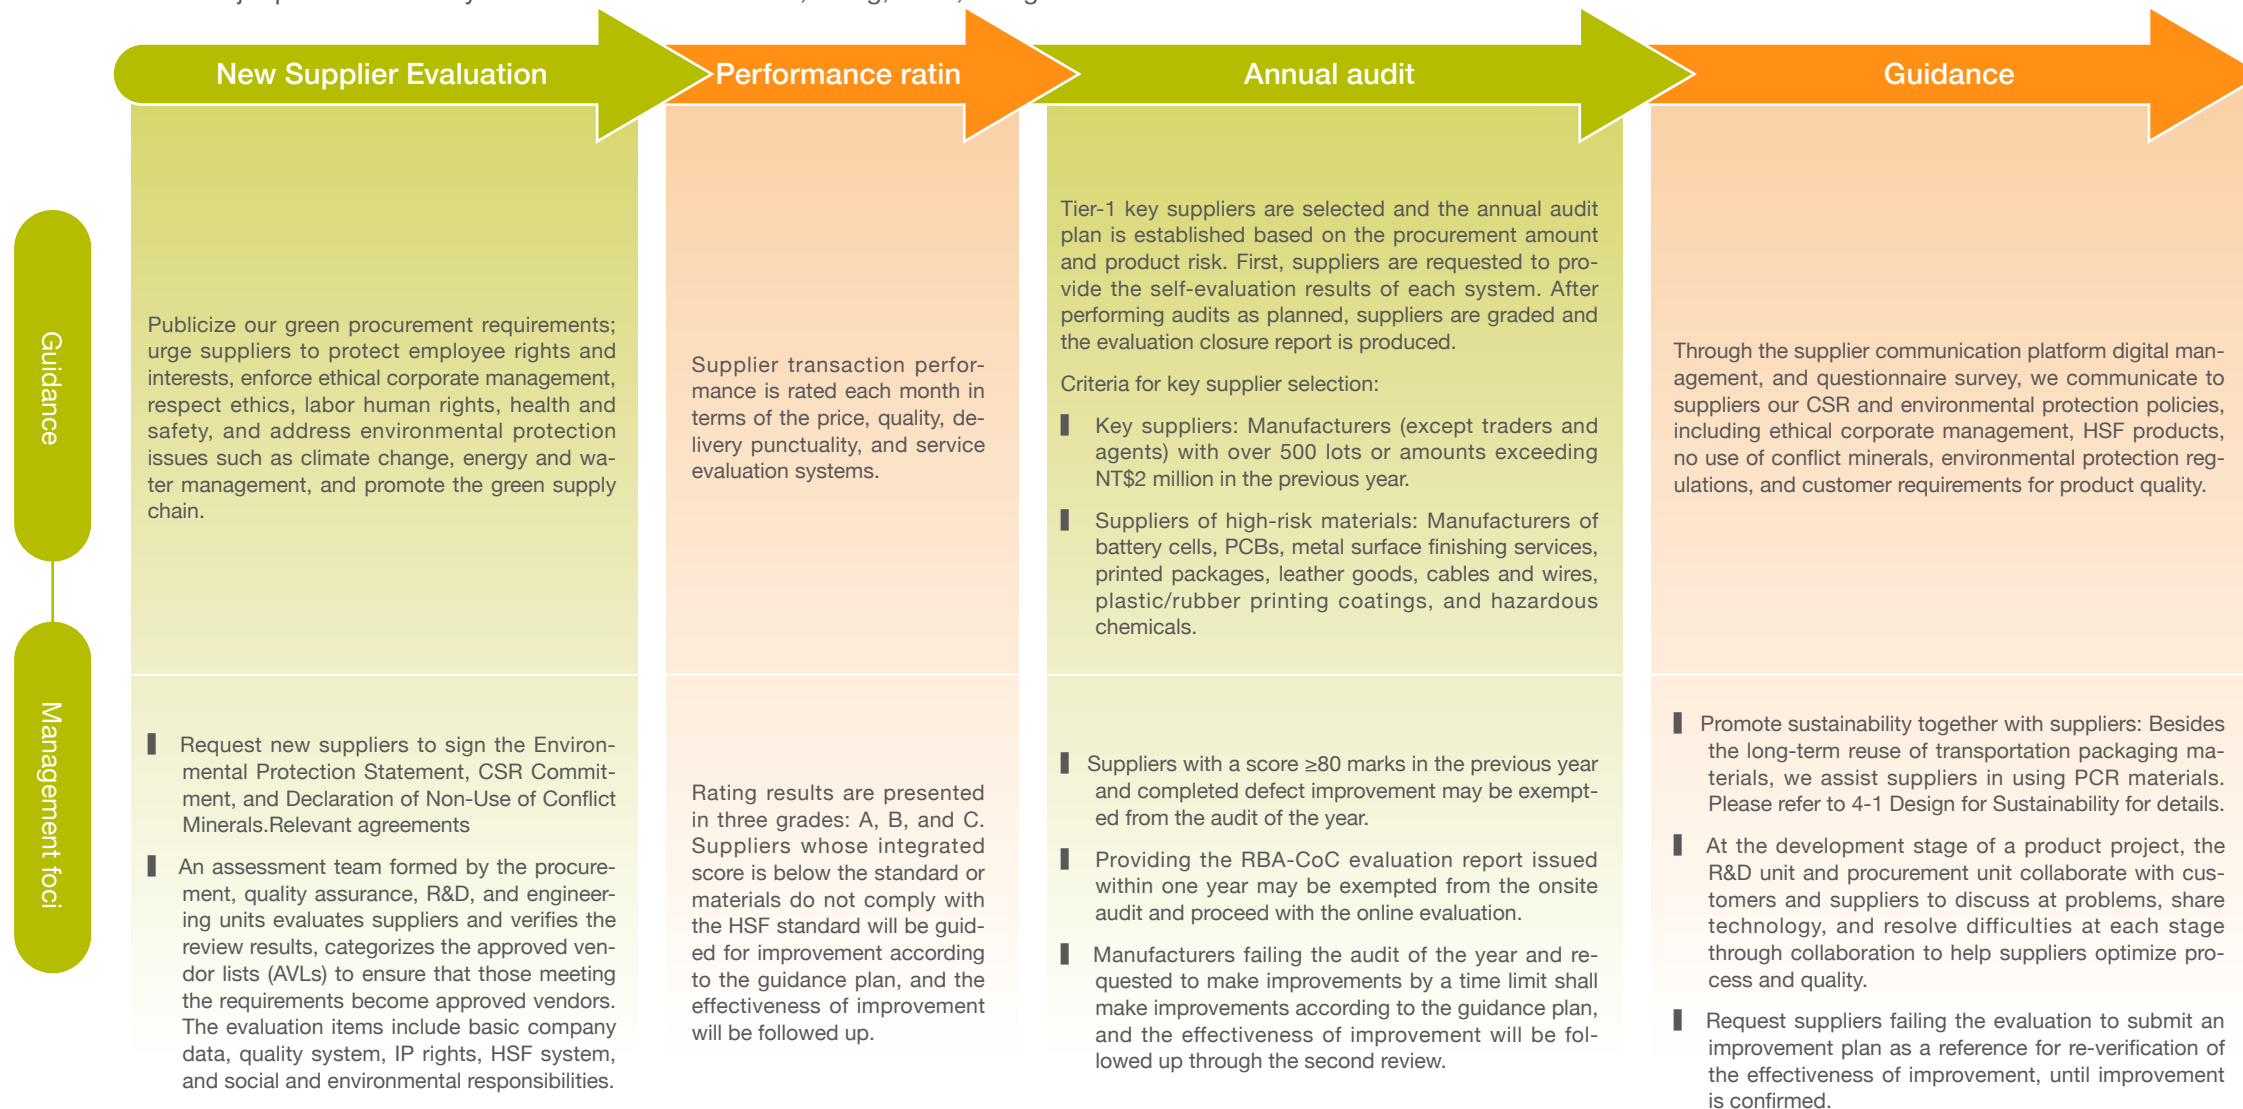 New Supplier Evaluation
Performance ratin
Annual audit
Guidance
Guidance
Publicize our green procurement requirements;
urge suppliers to protect employee rights and
interests, enforce ethical corporate management,
respect ethics, labor human rights, health and
safety, and address environmental protection
issues such as climate change, energy and wa-
ter management, and promote the green supply
chain.
Supplier transaction perfor-
mance is rated each month in
terms of the price, quality, de-
livery punctuality, and service
evaluation systems.
Tier-1 key suppliers are selected and the annual audit
plan is established based on the procurement amount
and product risk. First, suppliers are requested to pro-
vide the self-evaluation results of each system. After
performing audits as planned, suppliers are graded and
the evaluation closure report is produced.
Criteria for key supplier selection:
Key suppliers: Manufacturers (except traders and
agents) with over 500 lots or amounts exceeding
NT$2 million in the previous year.
Suppliers of high-risk materials: Manufacturers of
battery cells, PCBs, metal surface finishing services,
printed packages, leather goods, cables and wires,
plastic/rubber printing coatings, and hazardous
chemicals.
Through the supplier communication platform digital man-
agement, and questionnaire survey, we communicate to
suppliers our CSR and environmental protection policies,
including ethical corporate management, HSF products,
no use of conflict minerals, environmental protection reg-
ulations, and customer requirements for product quality.
Management foci
Request new suppliers to sign the Environ-
mental Protection Statement, CSR Commit-
ment, and Declaration of Non-Use of Conflict
Minerals.Relevant agreements
An assessment team formed by the procure-
ment, quality assurance, R&D, and engineer-
ing units evaluates suppliers and verifies the
review results, categorizes the approved ven-
dor lists (AVLs) to ensure that those meeting
the requirements become approved vendors.
The evaluation items include basic company
data, quality system, IP rights, HSF system,
and social and environmental responsibilities.
Rating results are presented
in three grades: A, B, and C.
Suppliers whose integrated
score is below the standard or
materials do not comply with
the HSF standard will be guid-
ed for improvement according
to the guidance plan, and the
effectiveness of improvement
will be followed up.
Suppliers with a score ≥80 marks in the previous year
and completed defect improvement may be exempt-
ed from the audit of the year.
Providing the RBA-CoC evaluation report issued
within one year may be exempted from the onsite
audit and proceed with the online evaluation.
Manufacturers failing the audit of the year and re-
quested to make improvements by a time limit shall
make improvements according to the guidance plan,
and the effectiveness of improvement will be fol-
lowed up through the second review.
Promote sustainability together with suppliers: Besides
the long-term reuse of transportation packaging ma-
terials, we assist suppliers in using PCR materials.
Please refer to 4-1 Design for Sustainability for details.
At the development stage of a product project, the
R&D unit and procurement unit collaborate with cus-
tomers and suppliers to discuss at problems, share
technology, and resolve difficulties at each stage
through collaboration to help suppliers optimize pro-
cess and quality.
Request suppliers failing the evaluation to submit an
improvement plan as a reference for re-verification of
the effectiveness of improvement, until improvement
is confirmed.